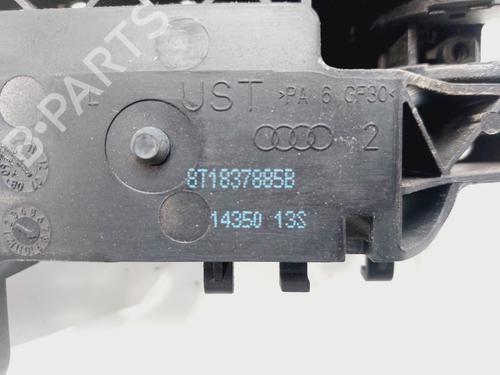 L UST >PA 6 GF30<
2
8T1837885B
14350 13S
B-PARTS